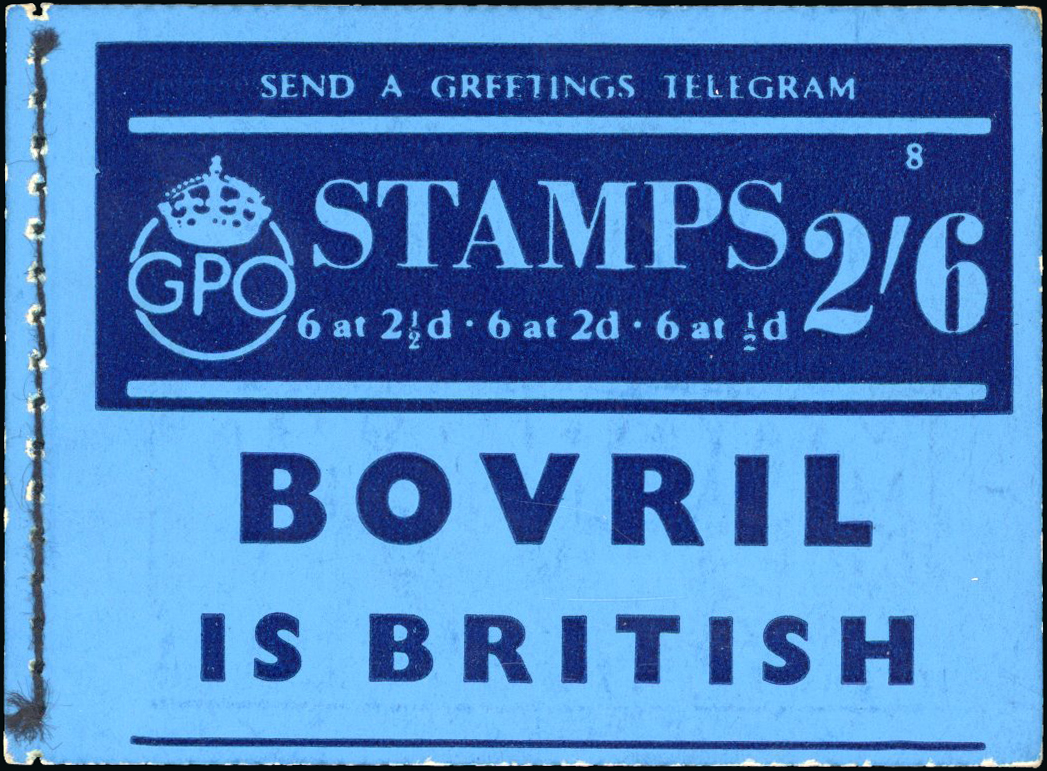 SEND A GREETINGS TELEGRAM
8
GPO
STAMPS 2/6
6 at 2½d · 6 at 2d · 6 at ½d
BOVRIL
IS BRITISH